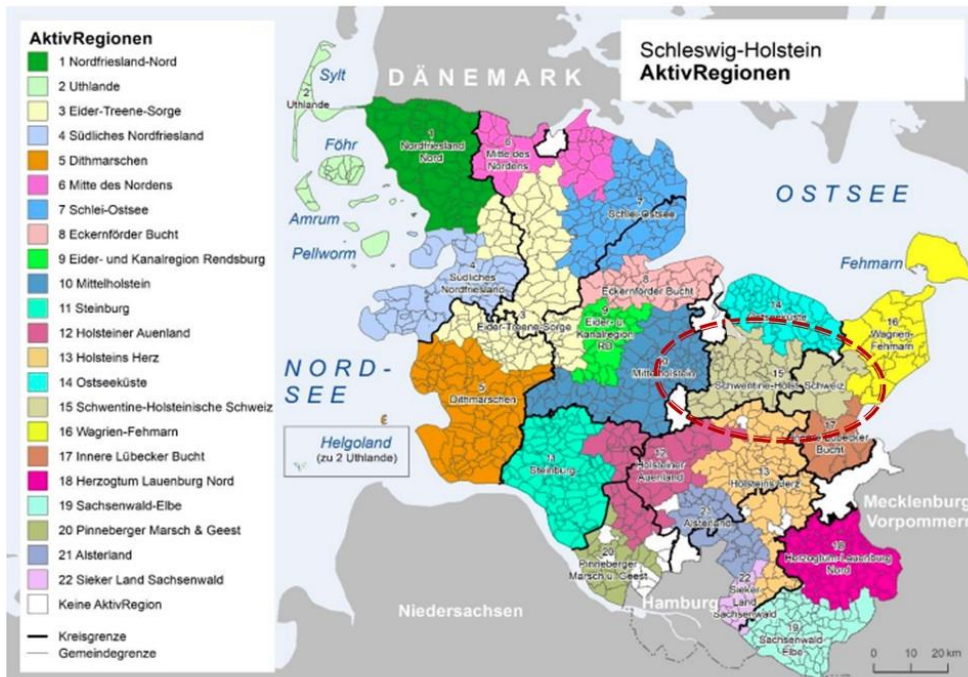 AktivRegionen
1 Nordfriesland-Nord
2 Uthlande
3 Eider-Treene-Sorge
4 Südliches Nordfriesland
5 Dithmarschen
6 Mitte des Nordens
7 Schlei-Ostsee
8 Eckernförder Bucht
9 Eider- und Kanalregion Rendsburg
10 Mittelholstein
11 Steinburg
12 Holsteiner Auenland
13 Holsteins Herz
14 Ostseeküste
15 Schwentine-Holsteinische Schweiz
16 Wagrien-Fehmarn
17 Innere Lübecker Bucht
18 Herzogtum Lauenburg Nord
19 Sachsenwald-Elbe
20 Pinneberger Marsch & Geest
21 Alsterland
22 Sieker Land Sachsenwald
Keine AktivRegion
Kreisgrenze
Gemeindegrenze
Schleswig-Holstein
AktivRegionen
DÄNEMARK
Sylt
2
Uthlande
Föhr
Amrum
Pellworm
1
Nordfriesland
Nord
6
Mitte des
Nordens
7
Schlei-Ostsee
OSTSEE
Fehmarn
4
Südliches
Nordfriesland
8
Eckernförder Bucht
3
Eider-Treene-Sorge
9
Eider- u.
Kanalregion
RD
14
16
Wagrien-
Fehmarn
NORD-
SEE
5
Dithmarschen
Mittelholstein
15
Schwentine-Holst. Schweiz
Helgoland
(zu 2 Uthlande)
17
Lübecker
Bucht
Steinburg
12
Holsteiner
Auenland
13
Holsteins Herz
Mecklenburg
Vorpommern
21
Alsterland
20
Pinneberger
Marsch u. Geest
18
Herzogtum-Lauenburg
Nord
22
Sieker
Land
Sachsenwald
Niedersachsen
Hamburg
19
Sachsenwald
Elbe
0 10 20 km